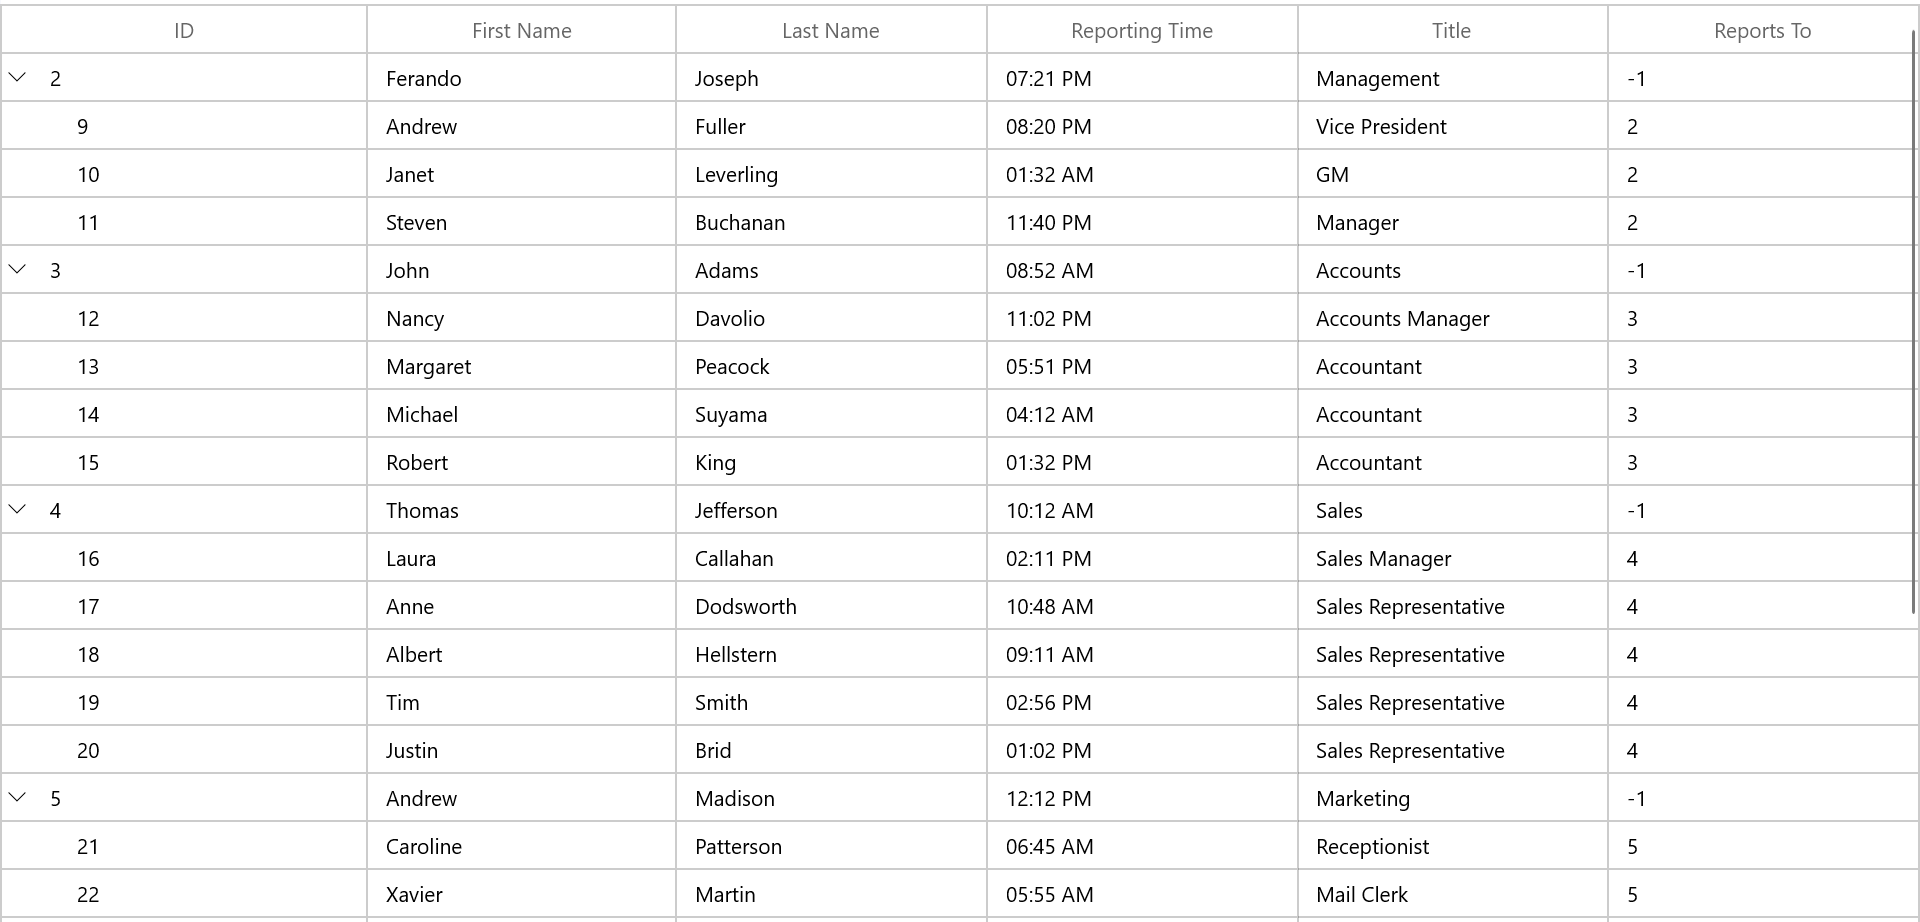 ID First Name Last Name Reporting Time Title Reports To
2 Ferando Joseph 07:21 PM Management -1
9 Andrew Fuller 08:20 PM Vice President 2
10 Janet Leverling 01:32 AM GM 2
11 Steven Buchanan 11:40 PM Manager 2
3 John Adams 08:52 AM Accounts -1
12 Nancy Davolio 11:02 PM Accounts Manager 3
13 Margaret Peacock 05:51 PM Accountant 3
14 Michael Suyama 04:12 AM Accountant 3
15 Robert King 01:32 PM Accountant 3
4 Thomas Jefferson 10:12 AM Sales -1
16 Laura Callahan 02:11 PM Sales Manager 4
17 Anne Dodsworth 10:48 AM Sales Representative 4
18 Albert Hellstern 09:11 AM Sales Representative 4
19 Tim Smith 02:56 PM Sales Representative 4
20 Justin Brid 01:02 PM Sales Representative 4
5 Andrew Madison 12:12 PM Marketing -1
21 Caroline Patterson 06:45 AM Receptionist 5
22 Xavier Martin 05:55 AM Mail Clerk 5